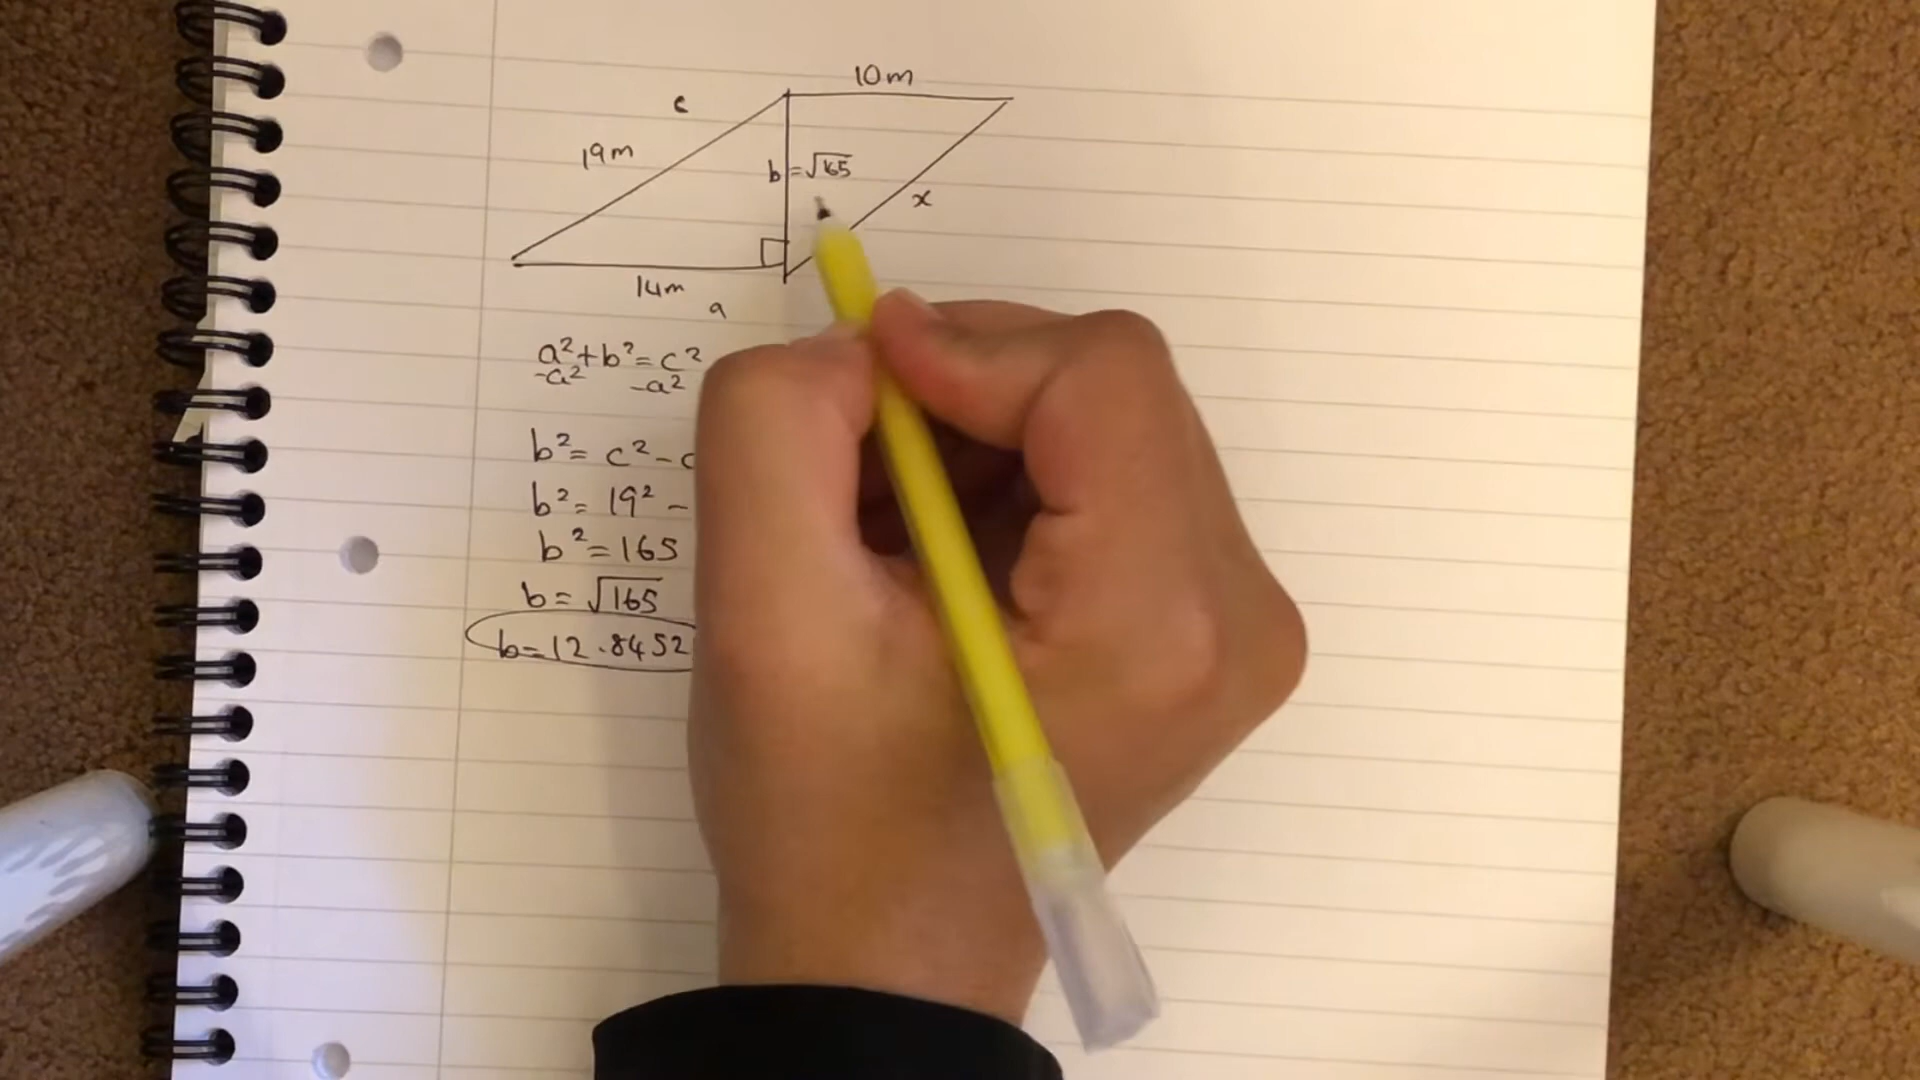 10m
c
19m
b = √165
x
14m
a
a² + b² = c²
-a² -a²
b² = c² -
b² = 19² -
b² = 165
b = √165
b = 12.8452